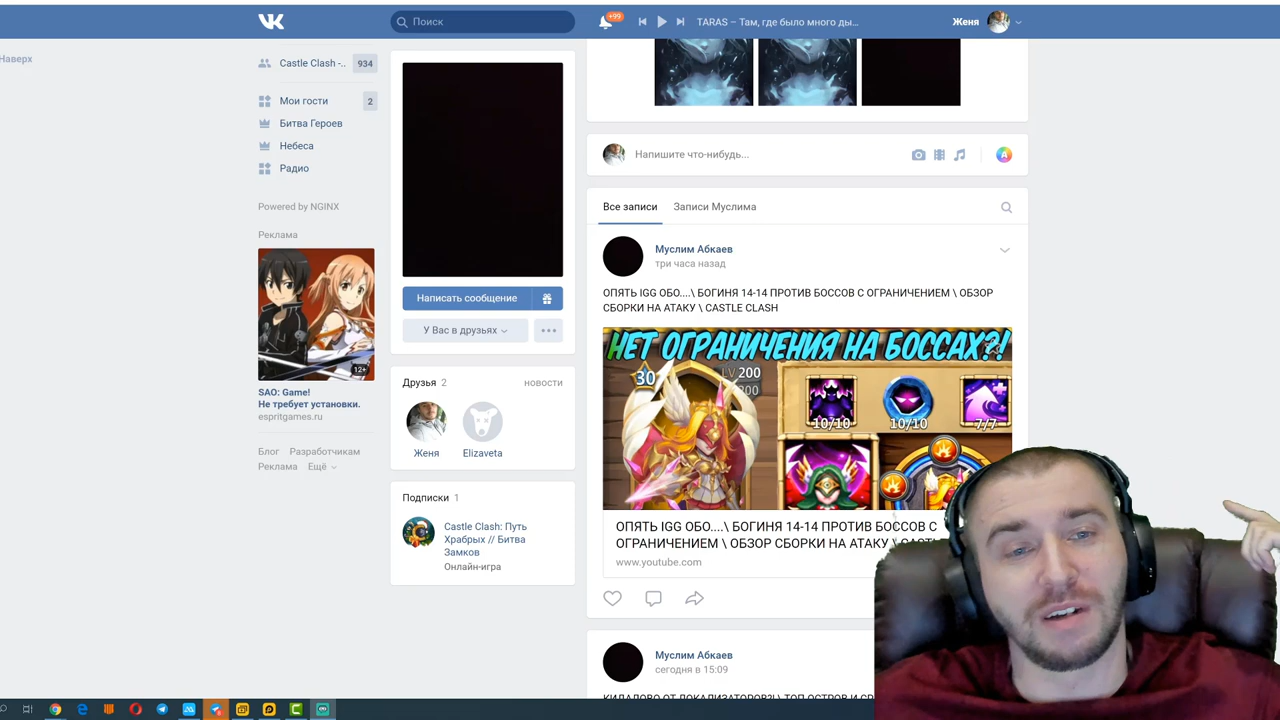 Наверх
Поиск
+99
TARAS – Там, где было много ды...
Женя
Castle Clash -..
934
Мои гости
2
Битва Героев
Небеса
Радио
Powered by NGINX
Реклама
12+
SAO: Game!
Не требует установки.
espritgames.ru
Блог Разработчикам
Реклама Ещё
Написать сообщение
У Вас в друзьях
Друзья 2
новости
Женя
Elizaveta
Подписки 1
Castle Clash: Путь
Храбрых // Битва
Замков
Онлайн-игра
Напишите что-нибудь...
Все записи
Записи Муслима
Муслим Абкаев
три часа назад
ОПЯТЬ IGG ОБО....\ БОГИНЯ 14-14 ПРОТИВ БОССОВ С ОГРАНИЧЕНИЕМ \ ОБЗОР
СБОРКИ НА АТАКУ \ CASTLE CLASH
НЕТ ОГРАНИЧЕНИЯ НА БОССАХ?!
30
LV 200
10/10
10/10
7/7
ОПЯТЬ IGG ОБО....\ БОГИНЯ 14-14 ПРОТИВ БОССОВ С
ОГРАНИЧЕНИЕМ \ ОБЗОР СБОРКИ НА АТАКУ \
www.youtube.com
Муслим Абкаев
сегодня в 15:09